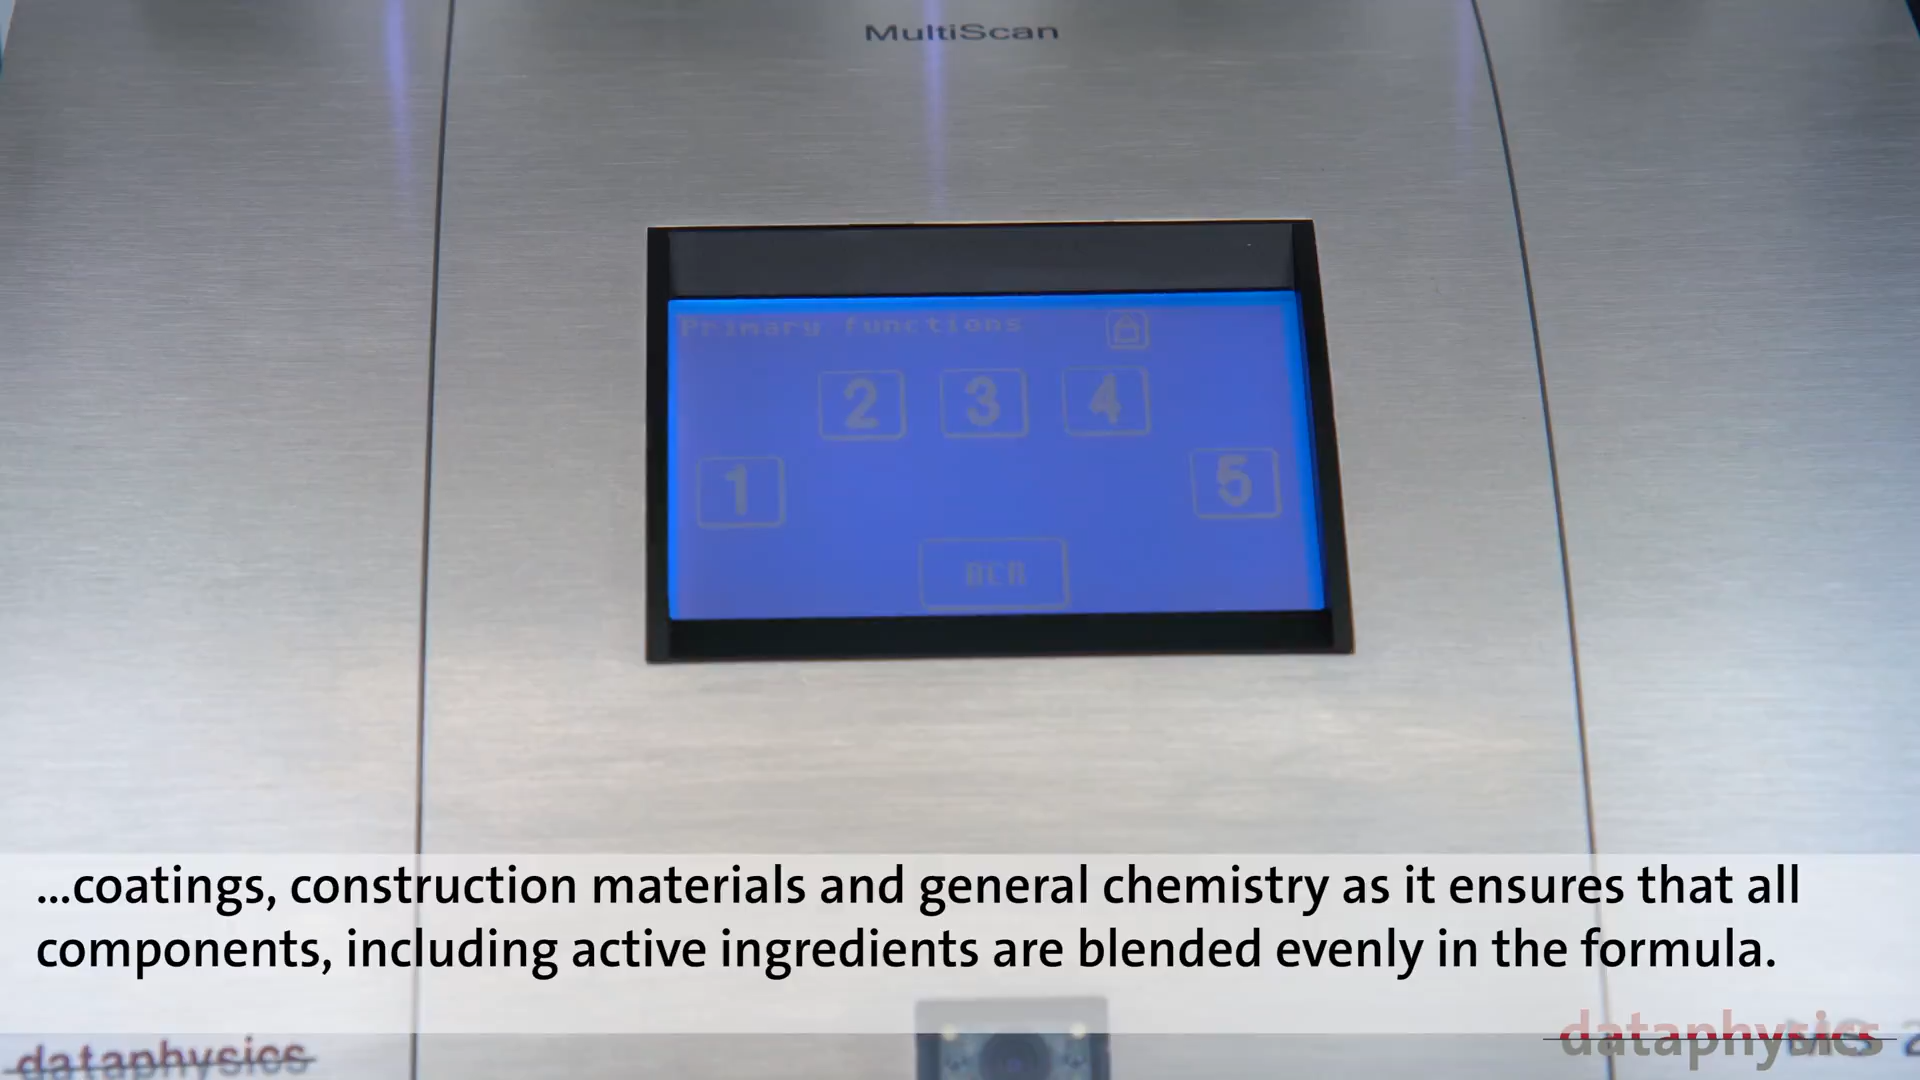 MultiScan
Primary functions
2 3 4
1 5
BCR
...coatings, construction materials and general chemistry as it ensures that all
components, including active ingredients are blended evenly in the formula.
dataphysics
dataphysics